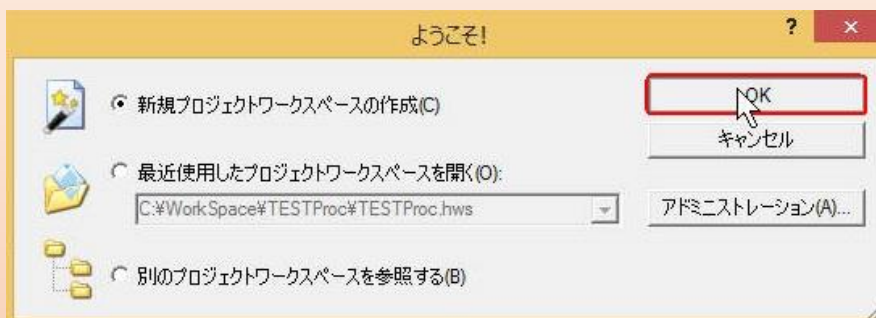 ようこそ!
?
×
新規プロジェクトワークスペースの作成(C)
OK
キャンセル
最近使用したプロジェクトワークスペースを開く(O):
C:¥WorkSpace¥TESTProc¥TESTProc.hws
アドミニストレーション(A)...
別のプロジェクトワークスペースを参照する(B)